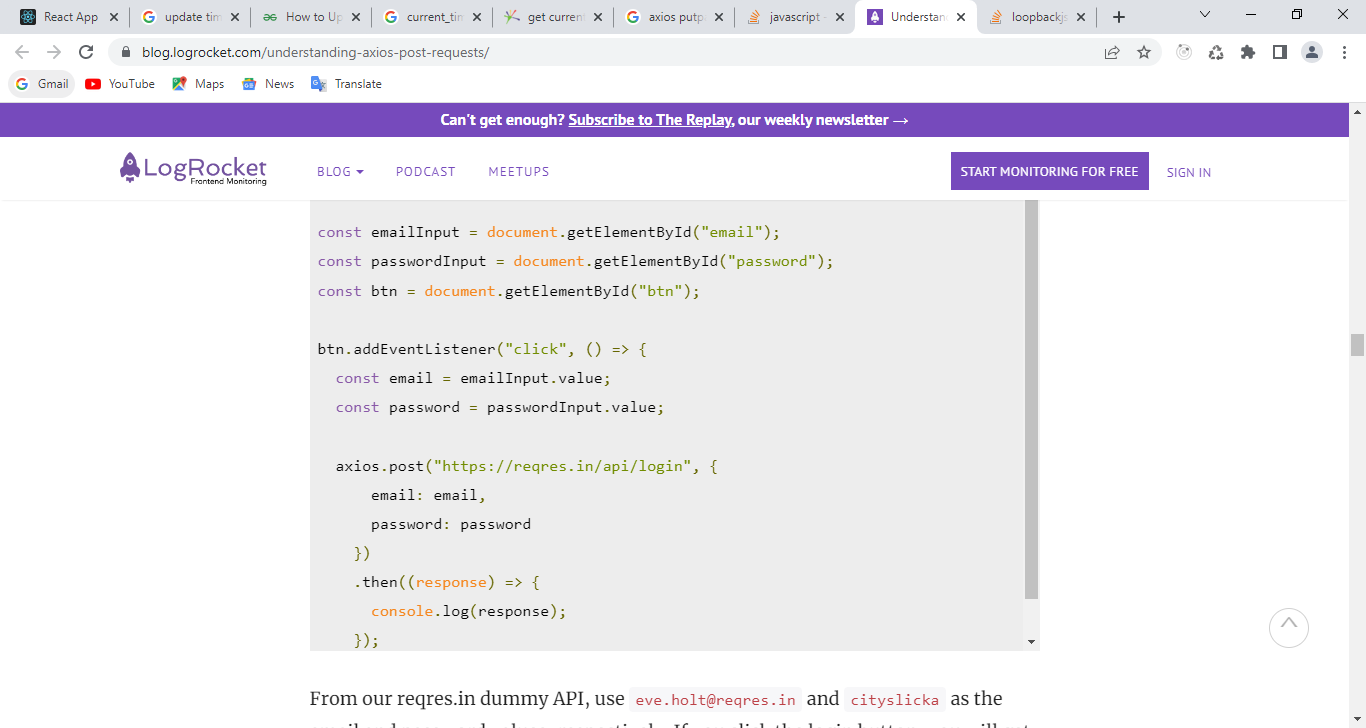 React App
update tim
How to Up
current_tim
get current
axios putpa
javascript -
Understan
loopbackjs
blog.logrocket.com/understanding-axios-post-requests/
Gmail
YouTube
Maps
News
Translate
Can't get enough? Subscribe to The Replay, our weekly newsletter →
LogRocket
Frontend Monitoring
BLOG
PODCAST
MEETUPS
START MONITORING FOR FREE
SIGN IN
const emailInput = document.getElementById("email");
const passwordInput = document.getElementById("password");
const btn = document.getElementById("btn");
btn.addEventListener("click", () => {
const email = emailInput.value;
const password = passwordInput.value;
axios.post("https://reqres.in/api/login", {
email: email,
password: password
})
.then((response) => {
console.log(response);
});
From our reqres.in dummy API, use eve.holt@reqres.in and cityslicka as the